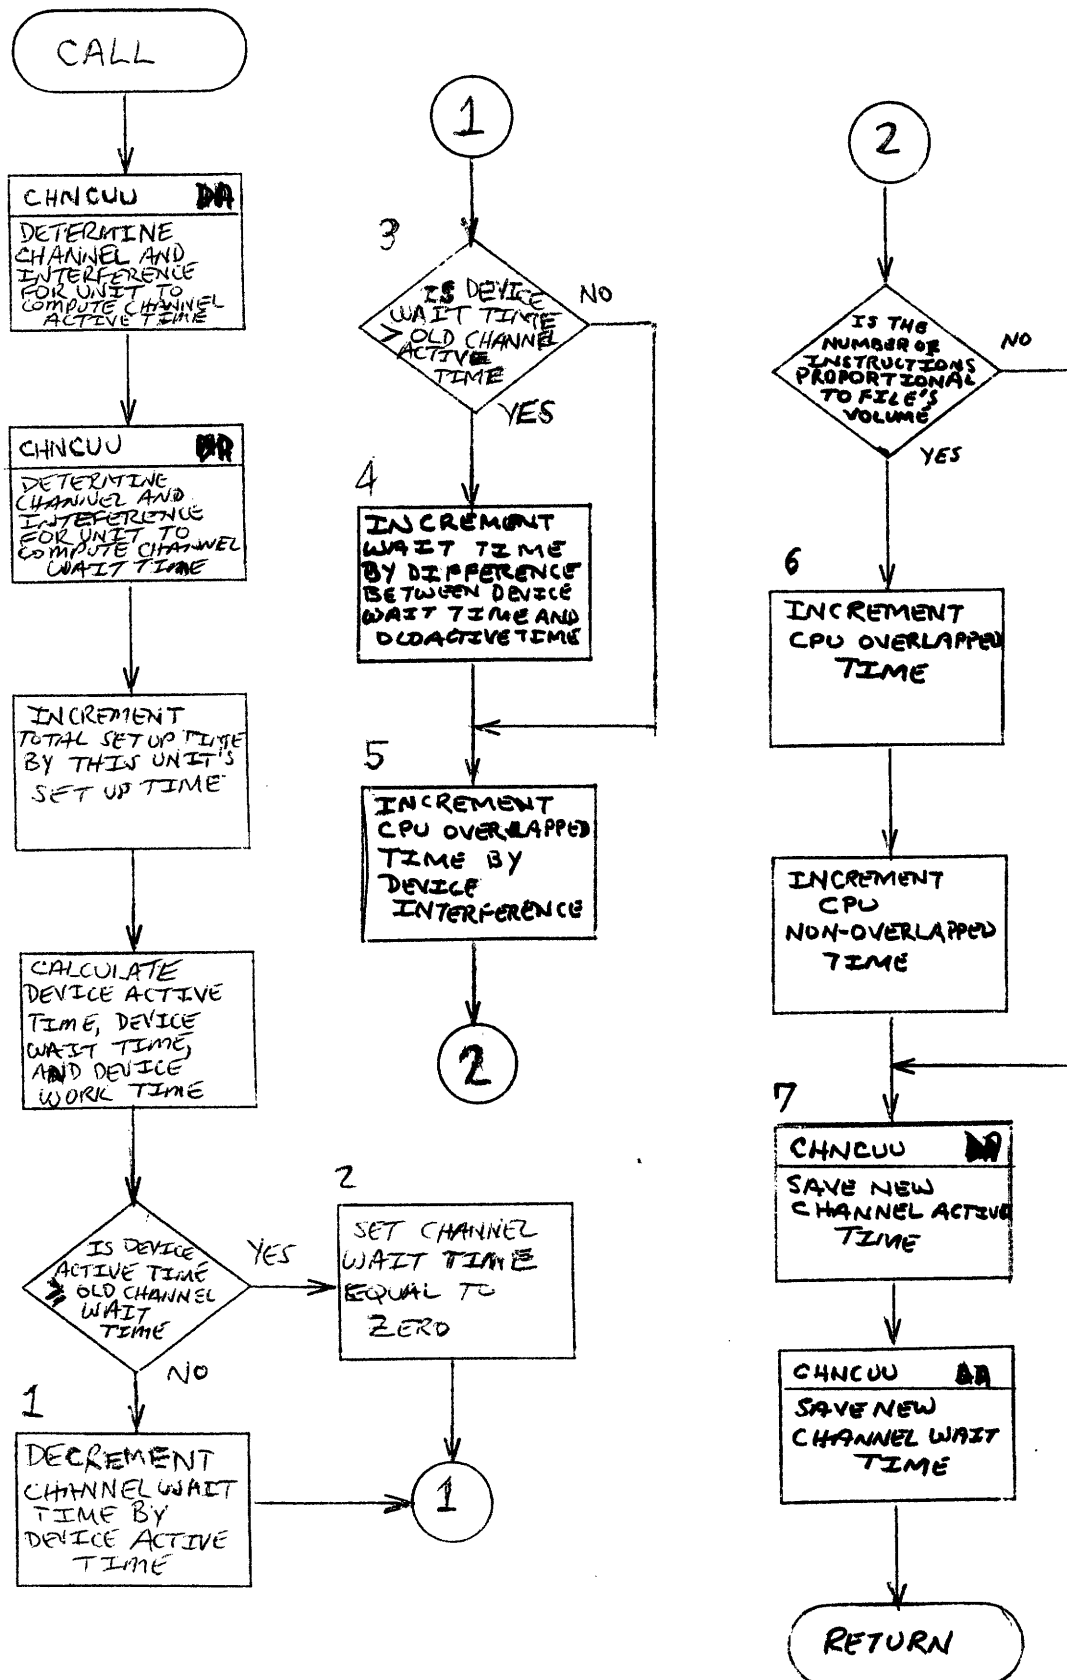 CALL
CHNCUU
DETERMINE
CHANNEL AND
INTERFERENCE
FOR UNIT TO
COMPUTE CHANNEL
ACTIVE TIME
CHNCUU
DETERMINE
CHANNEL AND
INTEFERENCE
FOR UNIT TO
COMPUTE CHANNEL
WAIT TIME
INCREMENT
TOTAL SET UP TIME
BY THIS UNIT'S
SET UP TIME
CALCULATE
DEVICE ACTIVE
TIME, DEVICE
WAIT TIME,
AND DEVICE
WORK TIME
IS DEVICE
ACTIVE TIME
≥ OLD CHANNEL
WAIT
TIME
YES
NO
1
DECREMENT
CHANNEL WAIT
TIME BY
DEVICE ACTIVE
TIME
2
SET CHANNEL
WAIT TIME
EQUAL TO
ZERO
1
1
3
IS DEVICE
WAIT TIME
> OLD CHANNEL
ACTIVE
TIME
NO
YES
4
INCREMENT
WAIT TIME
BY DIFFERENCE
BETWEEN DEVICE
WAIT TIME AND
OLD ACTIVE TIME
5
INCREMENT
CPU OVERLAPPED
TIME BY
DEVICE
INTERFERENCE
2
2
IS THE
NUMBER OF
INSTRUCTIONS
PROPORTIONAL
TO FILE'S
VOLUME
NO
YES
6
INCREMENT
CPU OVERLAPPED
TIME
INCREMENT
CPU
NON-OVERLAPPED
TIME
7
CHNCUU
SAVE NEW
CHANNEL ACTIVE
TIME
CHNCUU
SAVE NEW
CHANNEL WAIT
TIME
RETURN